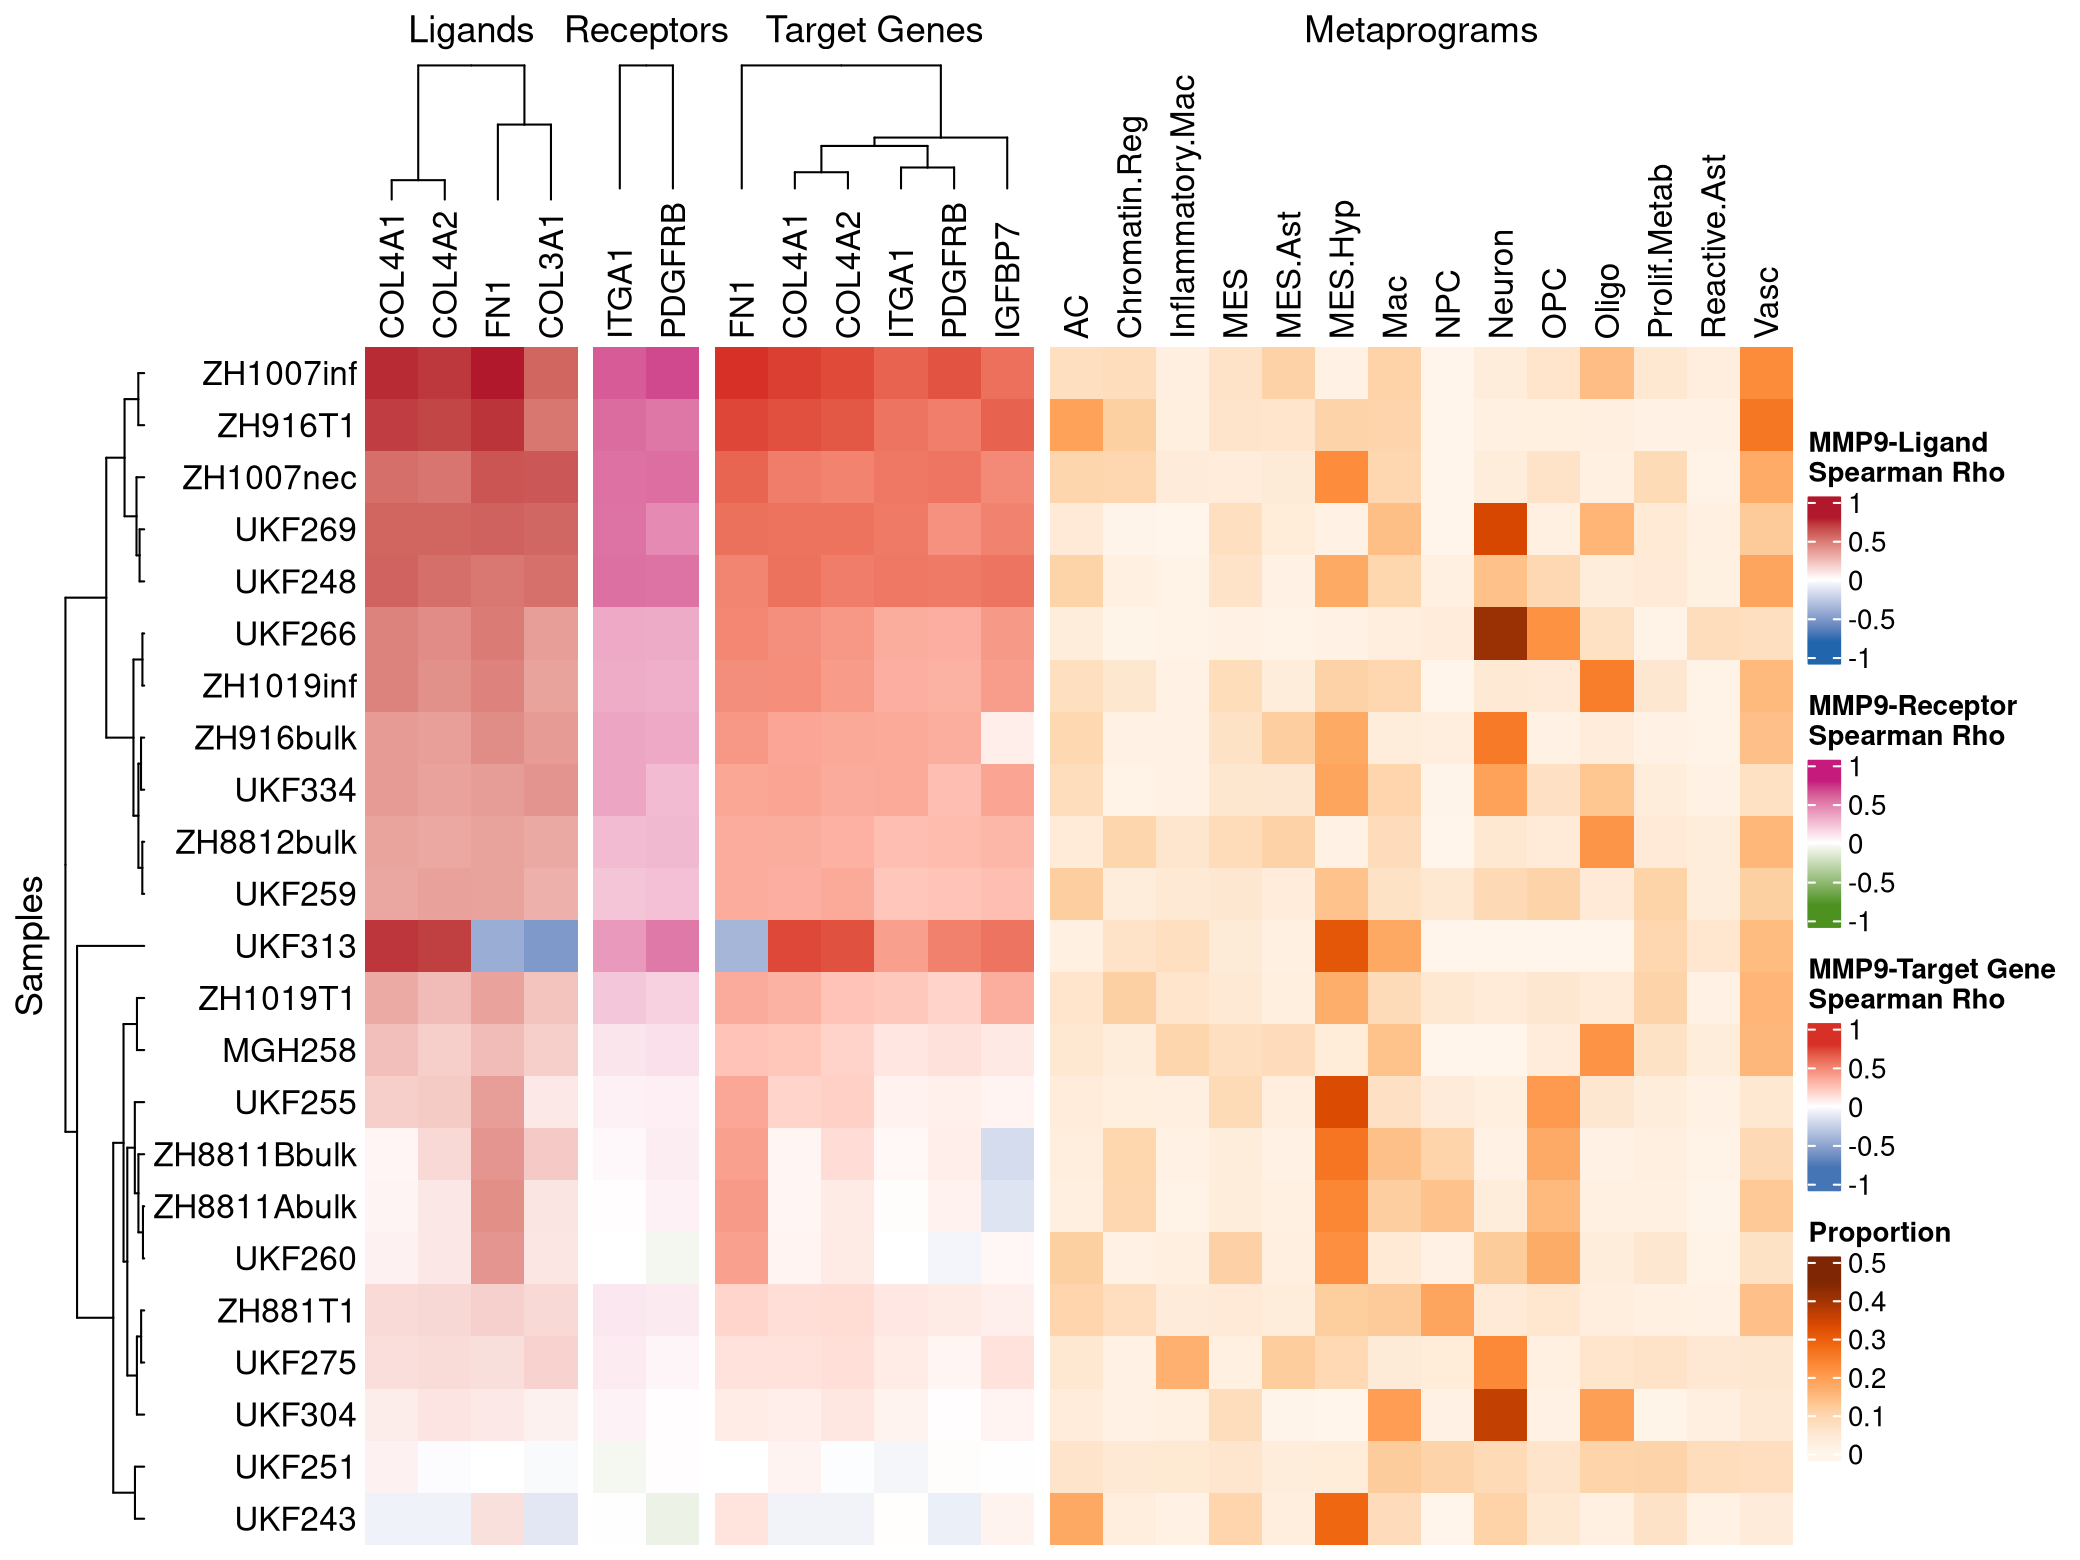 Ligands Receptors Target Genes Metaprograms
COL4A1 COL4A2 FN1 COL3A1 ITGA1 PDGFRB FN1 COL4A1 COL4A2 ITGA1 PDGFRB IGFBP7 AC Chromatin.Reg Inflammatory.Mac MES MES.Ast MES.Hyp Mac NPC Neuron OPC Oligo Prolif.Metab Reactive.Ast Vasc
Samples
ZH1007inf
ZH916T1
ZH1007nec
UKF269
UKF248
UKF266
ZH1019inf
ZH916bulk
UKF334
ZH8812bulk
UKF259
UKF313
ZH1019T1
MGH258
UKF255
ZH8811Bbulk
ZH8811Abulk
UKF260
ZH881T1
UKF275
UKF304
UKF251
UKF243
MMP9-Ligand
Spearman Rho
1
0.5
0
-0.5
-1
MMP9-Receptor
Spearman Rho
1
0.5
0
-0.5
-1
MMP9-Target Gene
Spearman Rho
1
0.5
0
-0.5
-1
Proportion
0.5
0.4
0.3
0.2
0.1
0